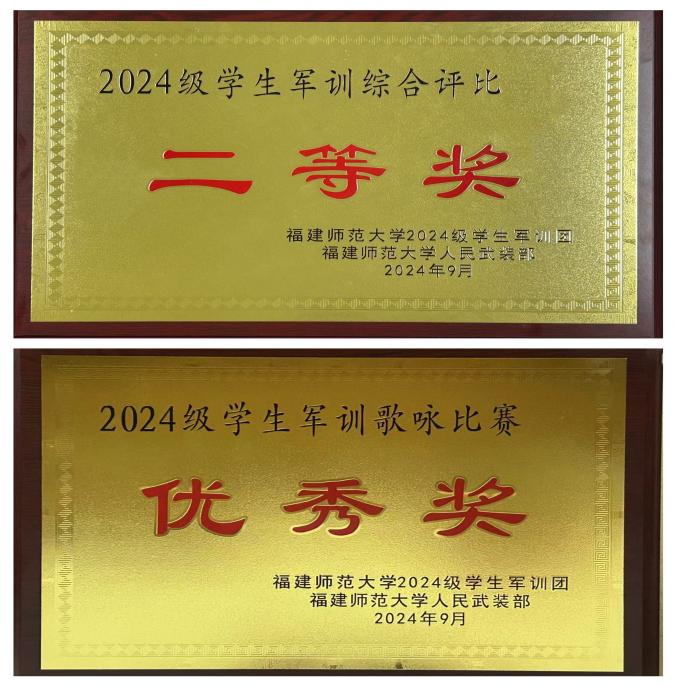 2024级学生军训综合评比
二等奖
福建师范大学2024级学生军训团
福建师范大学人民武装部
2024年9月
2024级学生军训歌咏比赛
优秀奖
福建师范大学2024级学生军训团
福建师范大学人民武装部
2024年9月